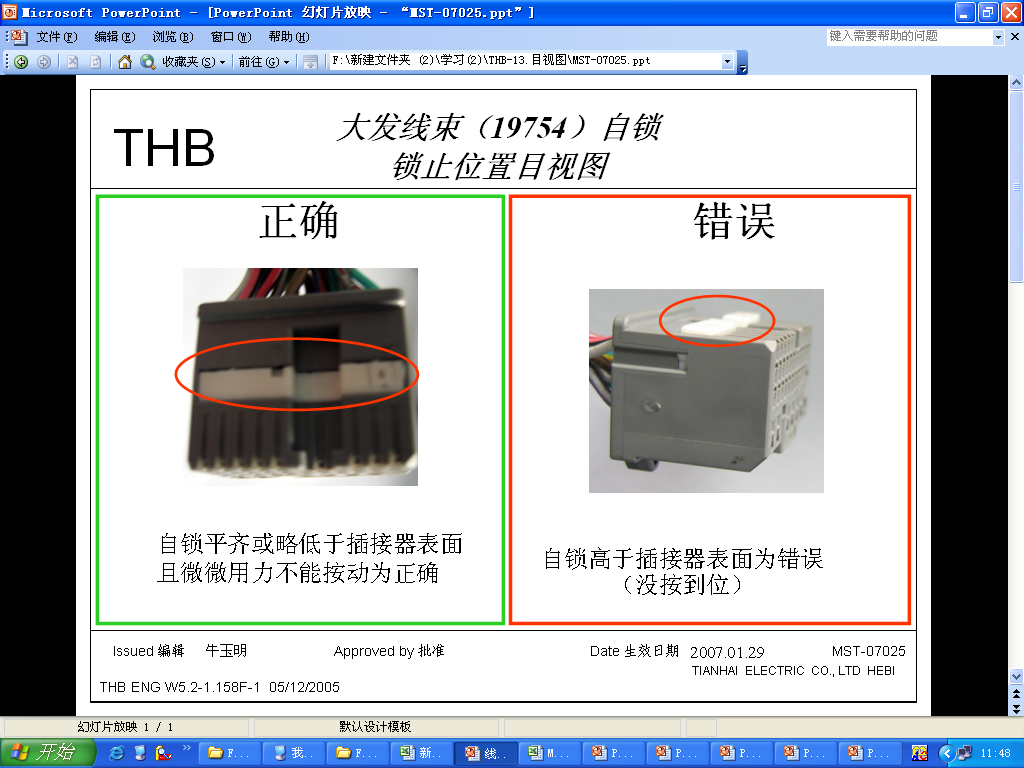 Microsoft PowerPoint - [PowerPoint 幻灯片放映 - “MST-07025.ppt”]
文件(F) 编辑(E) 浏览(B) 窗口(W) 帮助(H) 键入需要帮助的问题
收藏夹(S) 前往(G) F:\新建文件夹 (2)\学习(2)\THB-13.目视图\MST-07025.ppt
THB
大发线束（19754）自锁
锁止位置目视图
正确
错误
自锁平齐或略低于插接器表面
且微微用力不能按动为正确
自锁高于插接器表面为错误
（没按到位）
Issued 编辑 牛玉明 Approved by 批准 Date 生效日期 2007.01.29 MST-07025
TIANHAI ELECTRIC CO., LTD HEBI
THB ENG W5.2-1.158F-1 05/12/2005
幻灯片放映 1 / 1 默认设计模板
开始 F... 我... F... 新... 线... M... P... P... P... P... P... 11:48